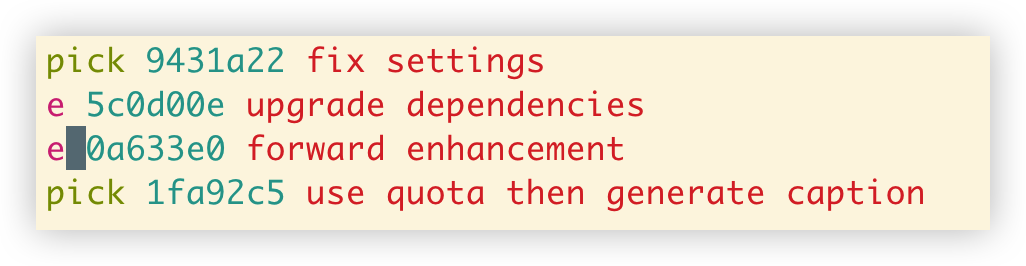 pick 9431a22 fix settings
e 5c0d00e upgrade dependencies
e 0a633e0 forward enhancement
pick 1fa92c5 use quota then generate caption